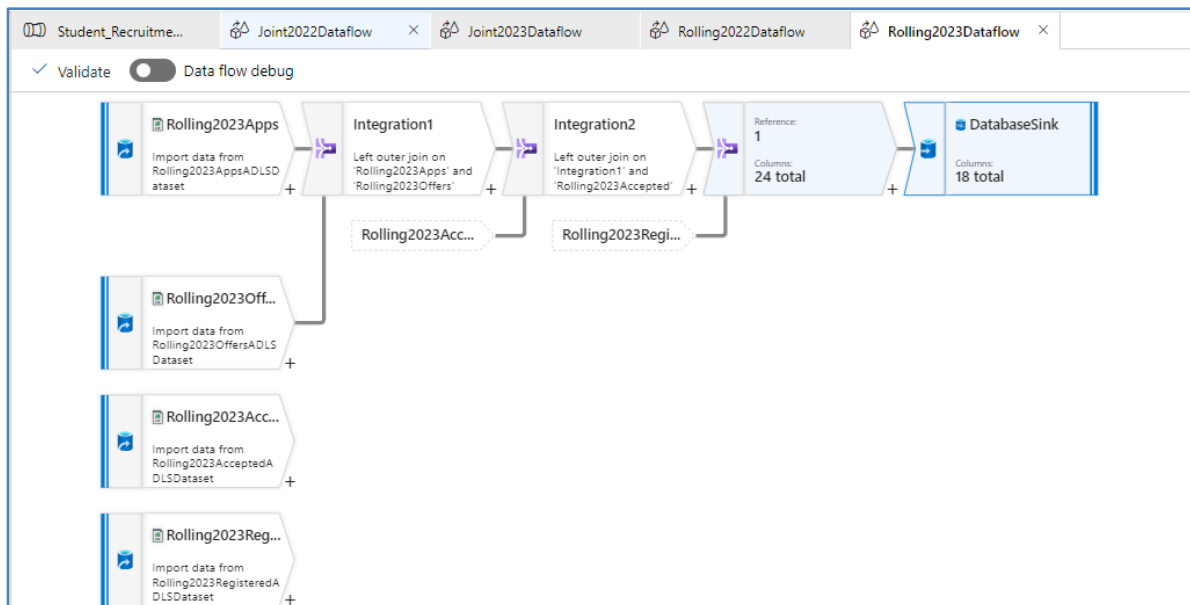 Student_Recruitme...
Joint2022Dataflow
Joint2023Dataflow
Rolling2022Dataflow
Rolling2023Dataflow
Validate
Data flow debug
Rolling2023Apps
Import data from
Rolling2023AppsADLSD
ataset
Integration1
Left outer join on
'Rolling2023Apps' and
'Rolling2023Offers'
Integration2
Left outer join on
'Integration1' and
'Rolling2023Accepted'
Reference:
1
Columns:
24 total
DatabaseSink
Columns:
18 total
Rolling2023Acc...
Rolling2023Regi...
Rolling2023Off...
Import data from
Rolling2023OffersADLS
Dataset
Rolling2023Acc...
Import data from
Rolling2023AcceptedA
DLSDataset
Rolling2023Reg...
Import data from
Rolling2023RegisteredA
DLSDataset